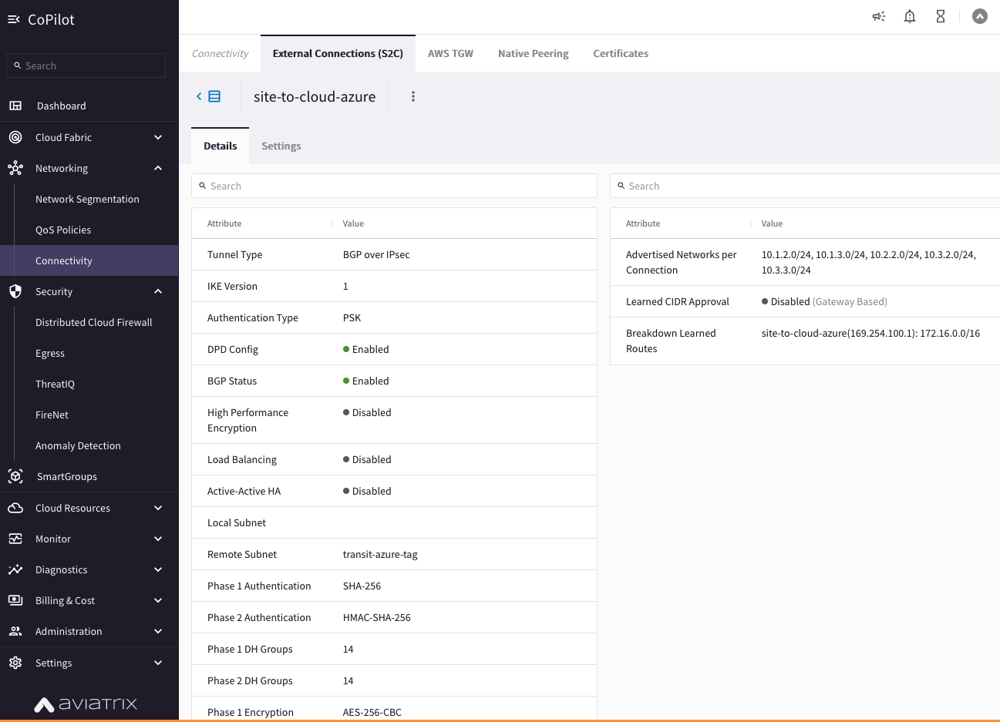 CoPilot
Search
Dashboard
Cloud Fabric
Networking
Network Segmentation
QoS Policies
Connectivity
Security
Distributed Cloud Firewall
Egress
ThreatIQ
FireNet
Anomaly Detection
SmartGroups
Cloud Resources
Monitor
Diagnostics
Billing & Cost
Administration
Settings
aviatrix
Connectivity
External Connections (S2C)
AWS TGW
Native Peering
Certificates
site-to-cloud-azure
Details
Settings
Search
Attribute Value
Tunnel Type BGP over IPsec
IKE Version 1
Authentication Type PSK
DPD Config Enabled
BGP Status Enabled
High Performance Disabled
Encryption
Load Balancing Disabled
Active-Active HA Disabled
Local Subnet
Remote Subnet transit-azure-tag
Phase 1 Authentication SHA-256
Phase 2 Authentication HMAC-SHA-256
Phase 1 DH Groups 14
Phase 2 DH Groups 14
Phase 1 Encryption AES-256-CBC
Search
Attribute Value
Advertised Networks per 10.1.2.0/24, 10.1.3.0/24, 10.2.2.0/24, 10.3.2.0/24,
Connection 10.3.3.0/24
Learned CIDR Approval Disabled (Gateway Based)
Breakdown Learned site-to-cloud-azure(169.254.100.1): 172.16.0.0/16
Routes